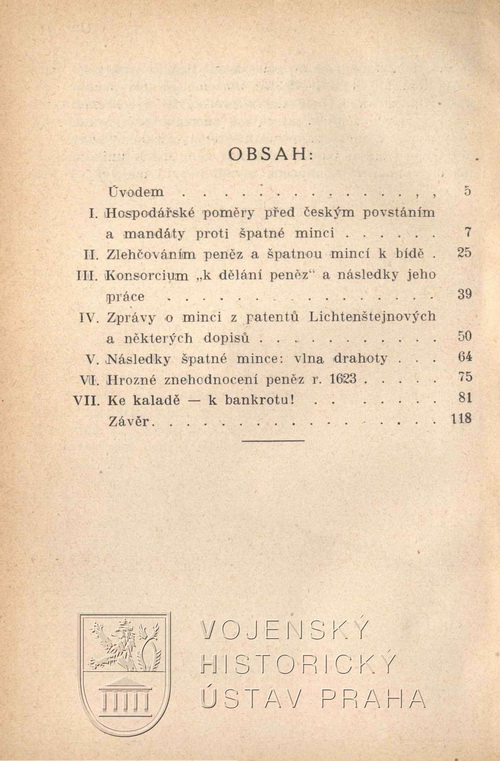 OBSAH:
Úvodem . . . . . . . . . . . . . . , , 5
I. Hospodářské poměry před českým povstáním
a mandáty proti špatné minci . . . . . 7
II. Zlehčováním peněz a špatnou mincí k bídě . 25
III. Konsorcium „k dělání peněz“ a následky jeho
práce . . . . . . . . . . . . . . . 39
IV. Zprávy o minci z patentů Lichtenštejnových
a některých dopisů . . . . . . . . . 50
V. Následky špatné mince: vlna drahoty . . . 64
VI. Hrozné znehodnocení peněz r. 1623 . . . . . 75
VII. Ke kaladě — k bankrotu! . . . . . . . 81
Závěr. . . . . . . . . . . . . . . . 118
VOJENSKÝ
HISTORICKÝ
ÚSTAV PRAHA